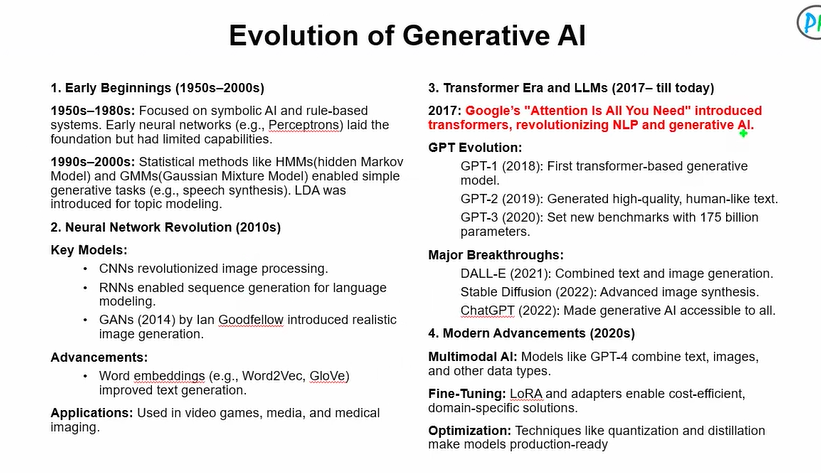 Evolution of Generative AI
1. Early Beginnings (1950s–2000s)
1950s–1980s: Focused on symbolic AI and rule-based
systems. Early neural networks (e.g., Perceptrons) laid the
foundation but had limited capabilities.
1990s–2000s: Statistical methods like HMMs(hidden Markov
Model) and GMMs(Gaussian Mixture Model) enabled simple
generative tasks (e.g., speech synthesis). LDA was
introduced for topic modeling.
2. Neural Network Revolution (2010s)
Key Models:
• CNNs revolutionized image processing.
• RNNs enabled sequence generation for language
modeling.
• GANs (2014) by Ian Goodfellow introduced realistic
image generation.
Advancements:
• Word embeddings (e.g., Word2Vec, GloVe)
improved text generation.
Applications: Used in video games, media, and medical
imaging.
3. Transformer Era and LLMs (2017– till today)
2017: Google's "Attention Is All You Need" introduced
transformers, revolutionizing NLP and generative AI.
GPT Evolution:
GPT-1 (2018): First transformer-based generative
model.
GPT-2 (2019): Generated high-quality, human-like text.
GPT-3 (2020): Set new benchmarks with 175 billion
parameters.
Major Breakthroughs:
DALL-E (2021): Combined text and image generation.
Stable Diffusion (2022): Advanced image synthesis.
ChatGPT (2022): Made generative AI accessible to all.
4. Modern Advancements (2020s)
Multimodal AI: Models like GPT-4 combine text, images,
and other data types.
Fine-Tuning: LoRA and adapters enable cost-efficient,
domain-specific solutions.
Optimization: Techniques like quantization and distillation
make models production-ready